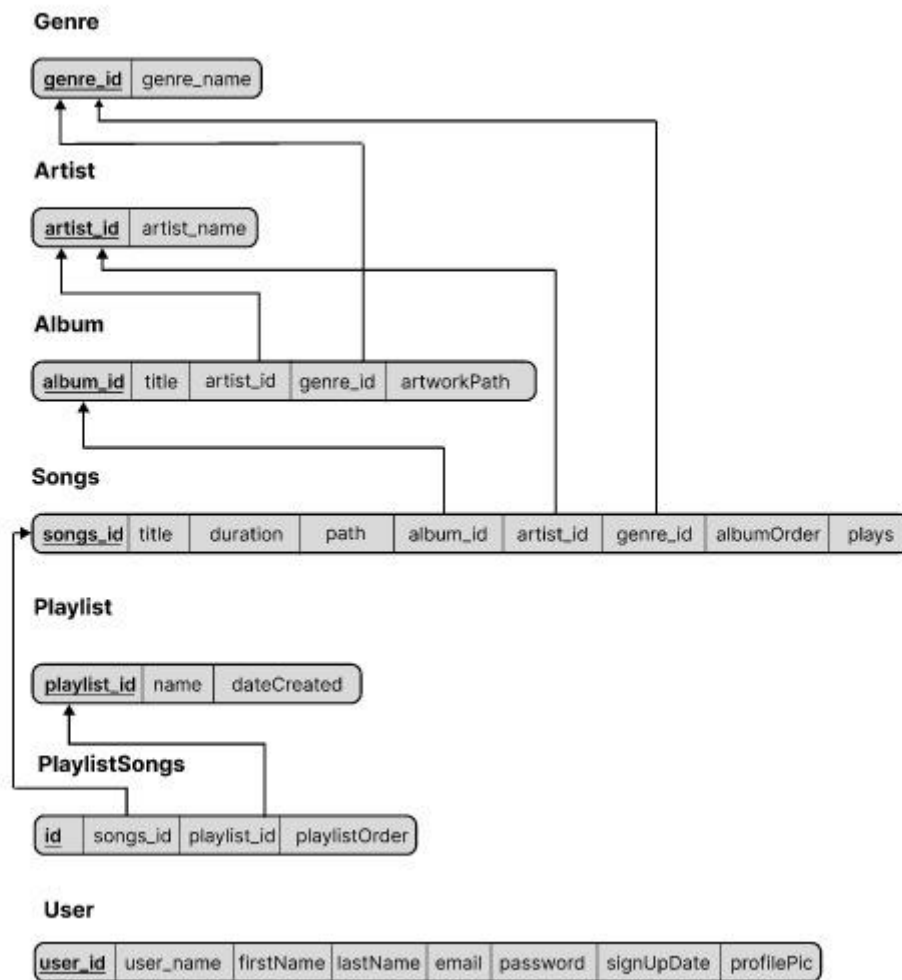 Genre
genre_id genre_name
Artist
artist_id artist_name
Album
album_id title artist_id genre_id artworkPath
Songs
songs_id title duration path album_id artist_id genre_id albumOrder plays
Playlist
playlist_id name dateCreated
PlaylistSongs
id songs_id playlist_id playlistOrder
User
user_id user_name firstName lastName email password signUpDate profilePic